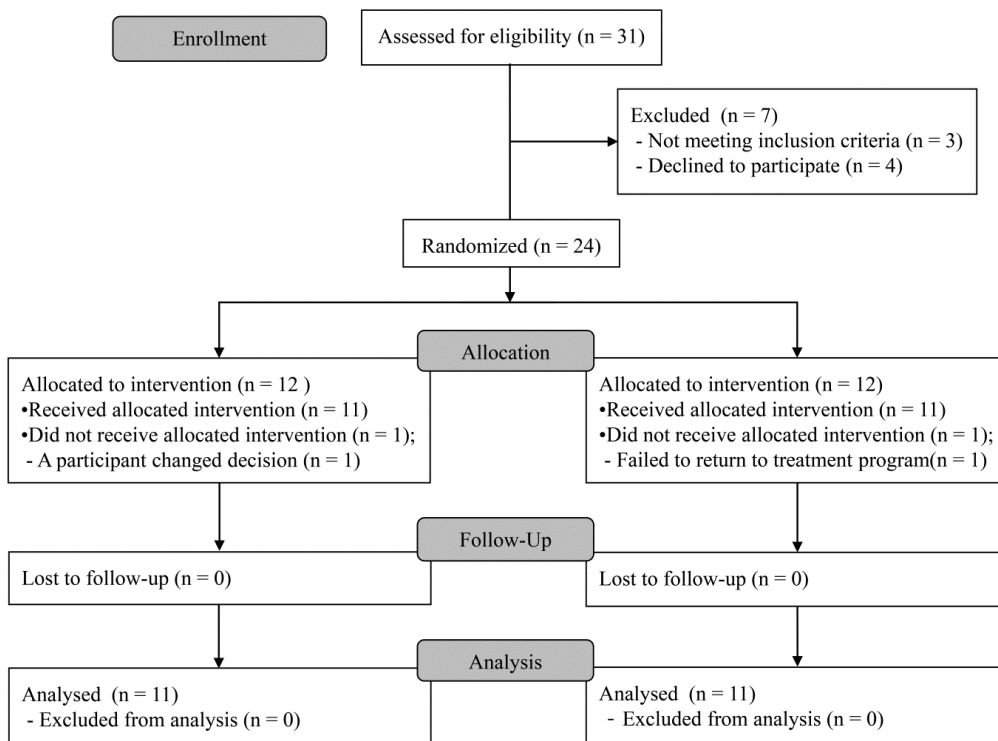 Enrollment
Assessed for eligibility (n = 31)
Excluded (n = 7)
- Not meeting inclusion criteria (n = 3)
- Declined to participate (n = 4)
Randomized (n = 24)
Allocation
Allocated to intervention (n = 12 )
•Received allocated intervention (n = 11)
•Did not receive allocated intervention (n = 1);
- A participant changed decision (n = 1)
Allocated to intervention (n = 12)
•Received allocated intervention (n = 11)
•Did not receive allocated intervention (n = 1);
- Failed to return to treatment program(n = 1)
Follow-Up
Lost to follow-up (n = 0)
Lost to follow-up (n = 0)
Analysis
Analysed (n = 11)
- Excluded from analysis (n = 0)
Analysed (n = 11)
- Excluded from analysis (n = 0)